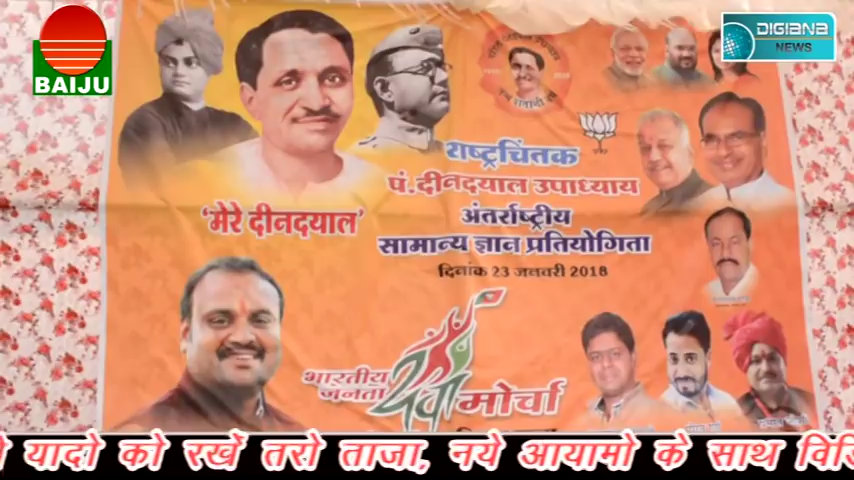 BAIJU
DIGIANA
NEWS
राष्ट्रचिंतक
पं.दीनदयाल उपाध्याय
'मेरे दीनदयाल'
अंतर्राष्ट्रीय
सामान्य ज्ञान प्रतियोगिता
दिनांक 23 जनवरी 2018
भारतीय
जनता युवा मोर्चा
यादो को रखें तरो ताजा, नये आयामो के साथ